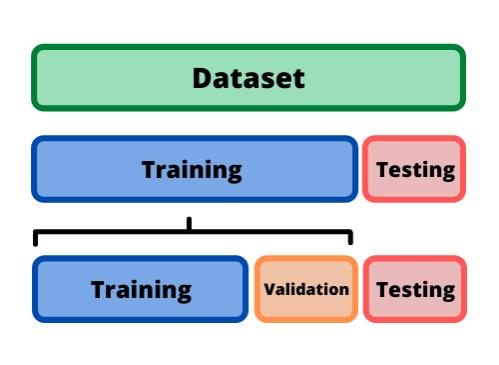 Dataset
Training Testing
Training Validation Testing